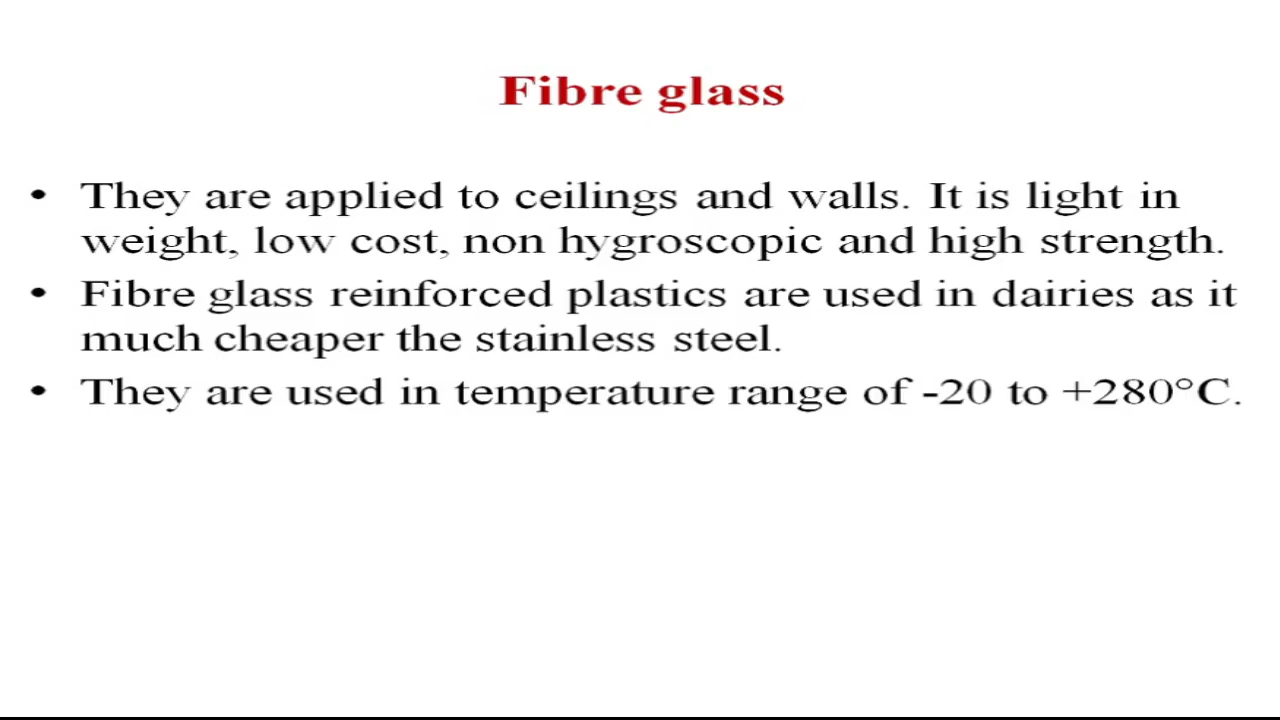 Fibre glass
• They are applied to ceilings and walls. It is light in
weight, low cost, non hygroscopic and high strength.
• Fibre glass reinforced plastics are used in dairies as it
much cheaper the stainless steel.
• They are used in temperature range of -20 to +280°C.